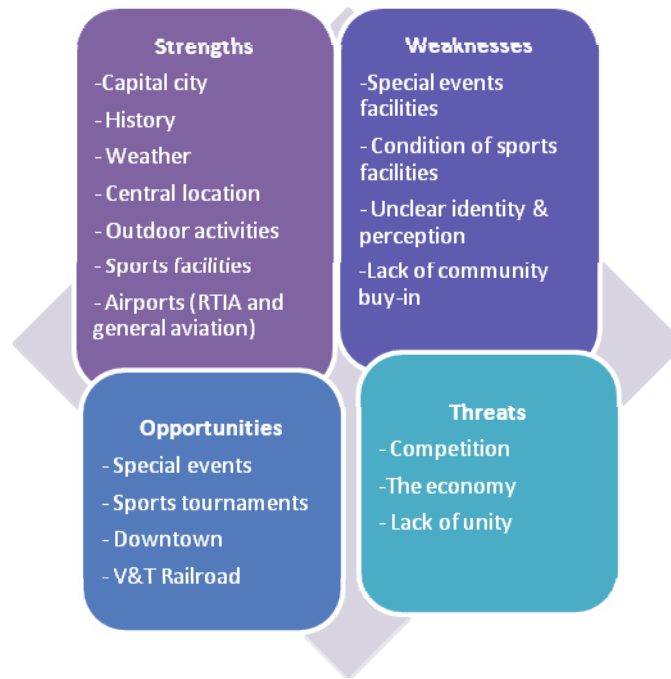 Strengths
-Capital city
- History
- Weather
- Central location
- Outdoor activities
- Sports facilities
- Airports (RTIA and
general aviation)
Weaknesses
-Special events
facilities
- Condition of sports
facilities
- Unclear identity &
perception
-Lack of community
buy-in
Opportunities
- Special events
- Sports tournaments
- Downtown
- V&T Railroad
Threats
- Competition
-The economy
- Lack of unity